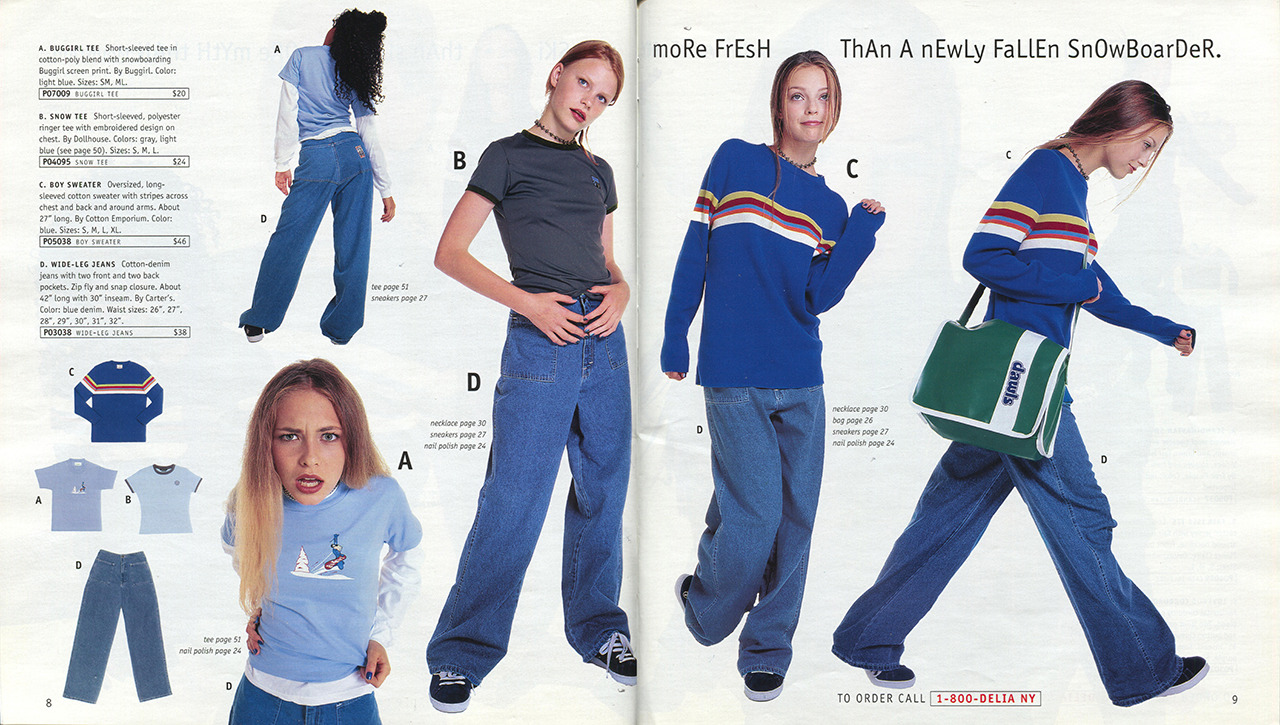 A. BUGGIRL TEE Short-sleeved tee in
cotton-poly blend with snowboarding
Buggirl screen print. By Buggirl. Color:
light blue. Sizes: SM, ML.
P07009 BUGGIRL TEE $20
B. SNOW TEE Short-sleeved, polyester
ringer tee with embroidered design on
chest. By Dollhouse. Colors: gray, light
blue (see page 50). Sizes: S, M, L.
P04095 SNOW TEE $24
C. BOY SWEATER Oversized, long-
sleeved cotton sweater with stripes across
chest and back and around arms. About
27" long. By Cotton Emporium. Color:
blue. Sizes: S, M, L, XL.
P05038 BOY SWEATER $46
D. WIDE-LEG JEANS Cotton-denim
jeans with two front and two back
pockets. Zip fly and snap closure. About
42" long with 30" inseam. By Carter's.
Color: blue denim. Waist sizes: 26", 27",
28", 29", 30", 31", 32".
P03038 WIDE-LEG JEANS $38
C
A
B
D
8
A
D
tee page 51
sneakers page 27
A
tee page 51
nail polish page 24
D
B
D
necklace page 30
sneakers page 27
nail polish page 24
moRe FrEsH ThAn A nEwLy FaLLEn SnOwBoarDeR.
C
D
necklace page 30
bag page 26
sneakers page 27
nail polish page 24
C
dawls
D
TO ORDER CALL 1-800-DELIA NY
9